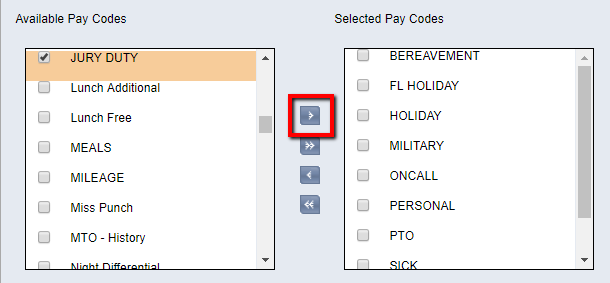 Available Pay Codes
JURY DUTY
Lunch Additional
Lunch Free
MEALS
MILEAGE
Miss Punch
MTO - History
Night Differential
Selected Pay Codes
BEREAVEMENT
FL HOLIDAY
HOLIDAY
MILITARY
ONCALL
PERSONAL
PTO
SICK